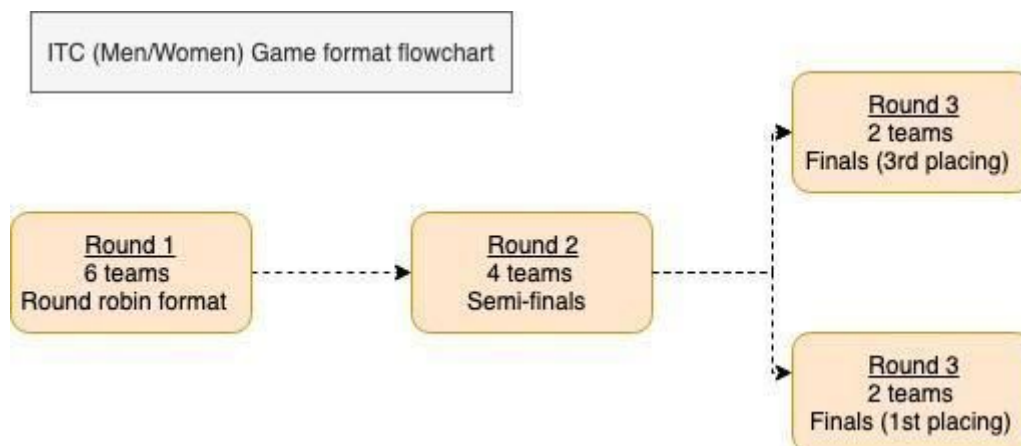 ITC (Men/Women) Game format flowchart
Round 1
6 teams
Round robin format
Round 2
4 teams
Semi-finals
Round 3
2 teams
Finals (3rd placing)
Round 3
2 teams
Finals (1st placing)